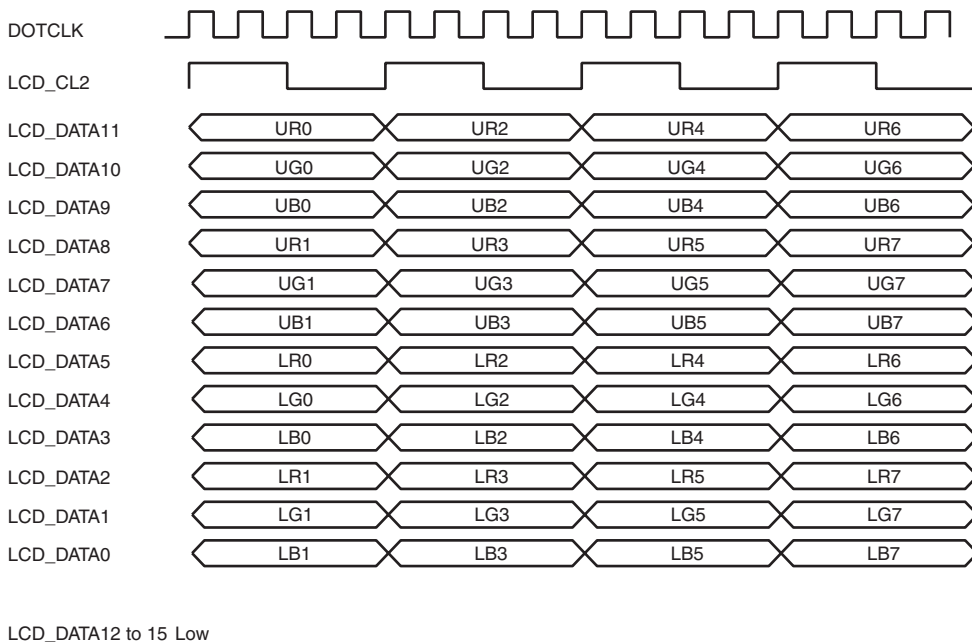 DOTCLK
LCD_CL2
LCD_DATA11 UR0 UR2 UR4 UR6
LCD_DATA10 UG0 UG2 UG4 UG6
LCD_DATA9 UB0 UB2 UB4 UB6
LCD_DATA8 UR1 UR3 UR5 UR7
LCD_DATA7 UG1 UG3 UG5 UG7
LCD_DATA6 UB1 UB3 UB5 UB7
LCD_DATA5 LR0 LR2 LR4 LR6
LCD_DATA4 LG0 LG2 LG4 LG6
LCD_DATA3 LB0 LB2 LB4 LB6
LCD_DATA2 LR1 LR3 LR5 LR7
LCD_DATA1 LG1 LG3 LG5 LG7
LCD_DATA0 LB1 LB3 LB5 LB7
LCD_DATA12 to 15 Low